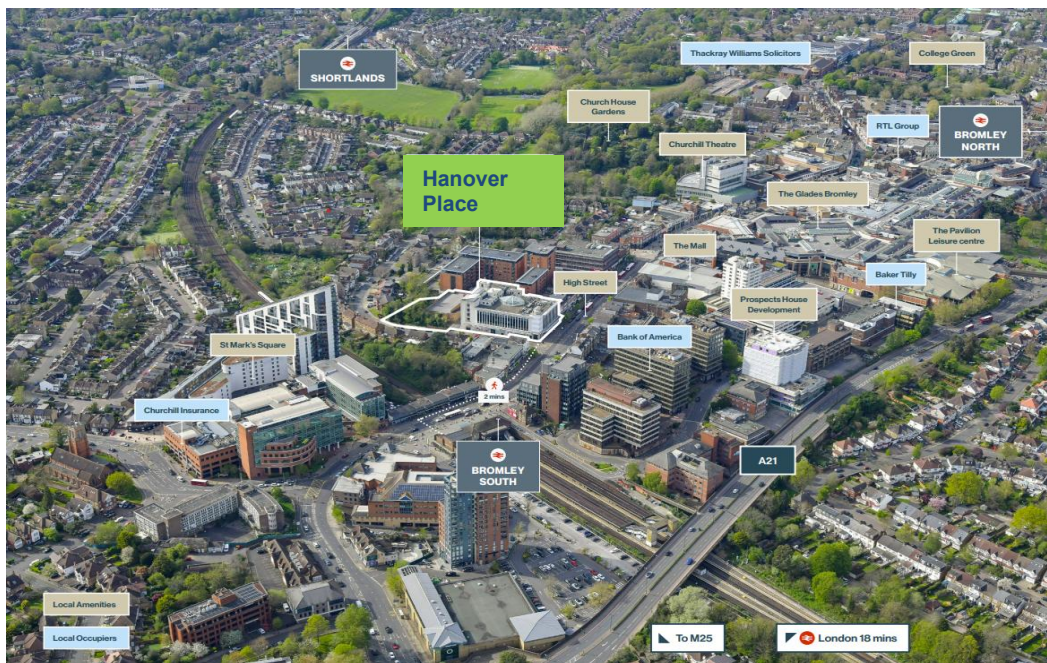 SHORTLANDS
Thackray Williams Solicitors
College Green
Church House
Gardens
RTL Group
BROMLEY
NORTH
Churchill Theatre
Hanover
Place
The Glades Bromley
The Pavilion
Leisure centre
The Mall
High Street
Baker Tilly
Prospects House
Development
St Mark's Square
Bank of America
2 mins
Churchill Insurance
BROMLEY
SOUTH
A21
Local Amenities
Local Occupiers
To M25
London 18 mins